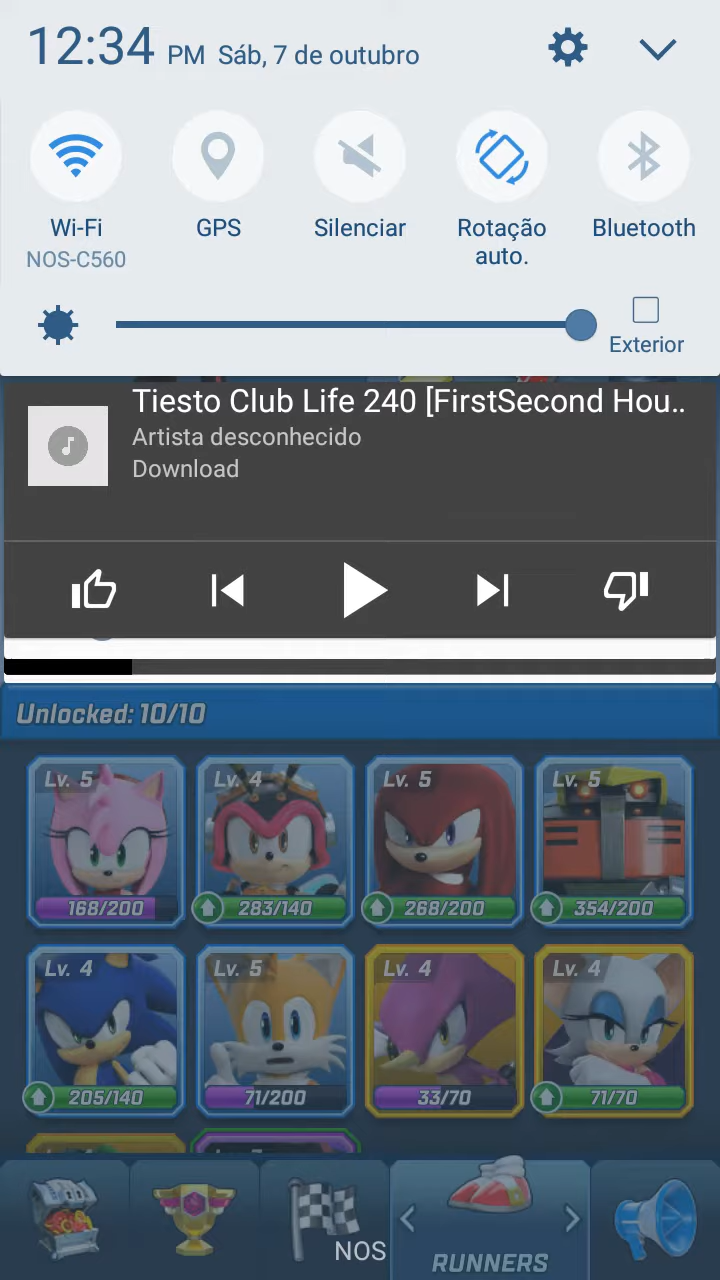 12:34 PM Sáb, 7 de outubro
Wi-Fi
NOS-C560
GPS
Silenciar
Rotação
auto.
Bluetooth
Exterior
Tiesto Club Life 240 [FirstSecond Hou..
Artista desconhecido
Download
Unlocked: 10/10
Lv. 5
Lv. 4
Lv. 5
Lv. 5
168/200
283/140
268/200
354/200
Lv. 4
Lv. 5
Lv. 4
Lv. 4
205/140
71/200
33/70
71/70
NOS
RUNNERS